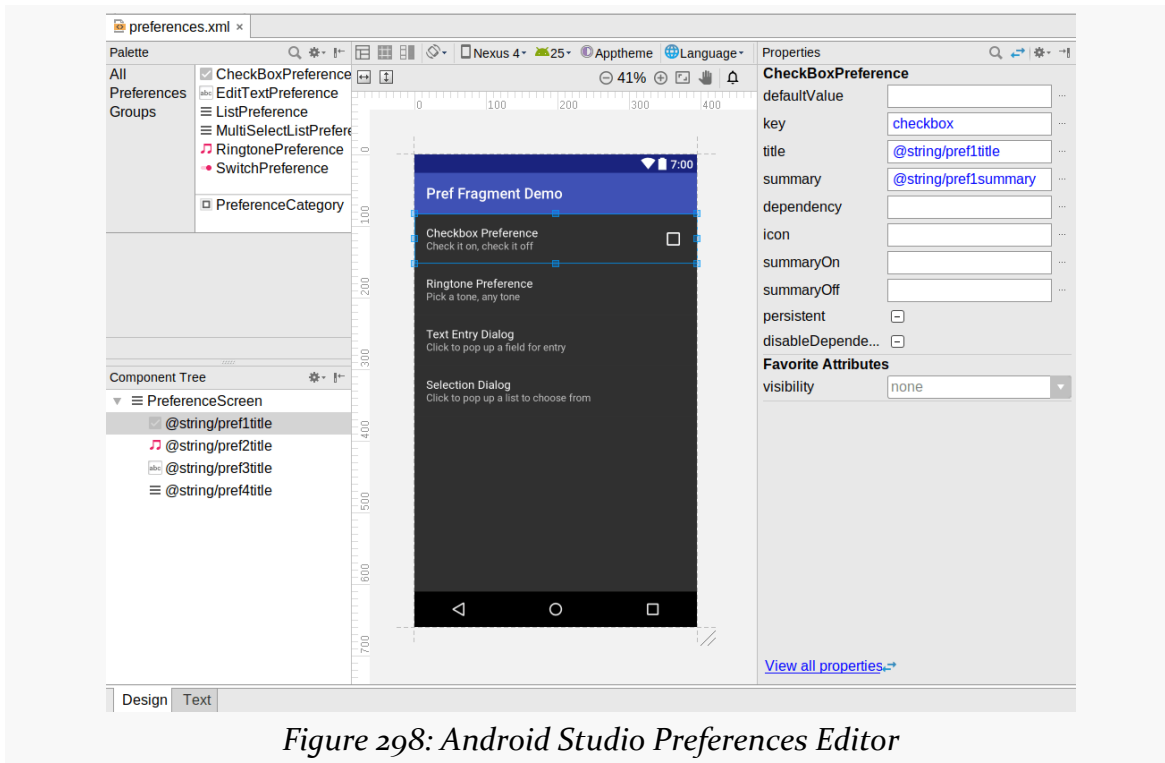 preferences.xml ×
Palette
All
Preferences
Groups
CheckBoxPreference
EditTextPreference
ListPreference
MultiSelectListPrefere
RingtonePreference
SwitchPreference
PreferenceCategory
Component Tree
PreferenceScreen
@string/pref1title
@string/pref2title
abc @string/pref3title
@string/pref4title
Nexus 4 25 Apptheme Language
41%
0 100 200 300 400
0
100
200
300
400
500
600
700
7:00
Pref Fragment Demo
Checkbox Preference
Check it on, check it off
Ringtone Preference
Pick a tone, any tone
Text Entry Dialog
Click to pop up a field for entry
Selection Dialog
Click to pop up a list to choose from
Properties
CheckBoxPreference
defaultValue ...
key checkbox ...
title @string/pref1title ...
summary @string/pref1summary ...
dependency ...
icon ...
summaryOn ...
summaryOff ...
persistent
disableDepende...
Favorite Attributes
visibility none
View all properties
Design Text
Figure 298: Android Studio Preferences Editor